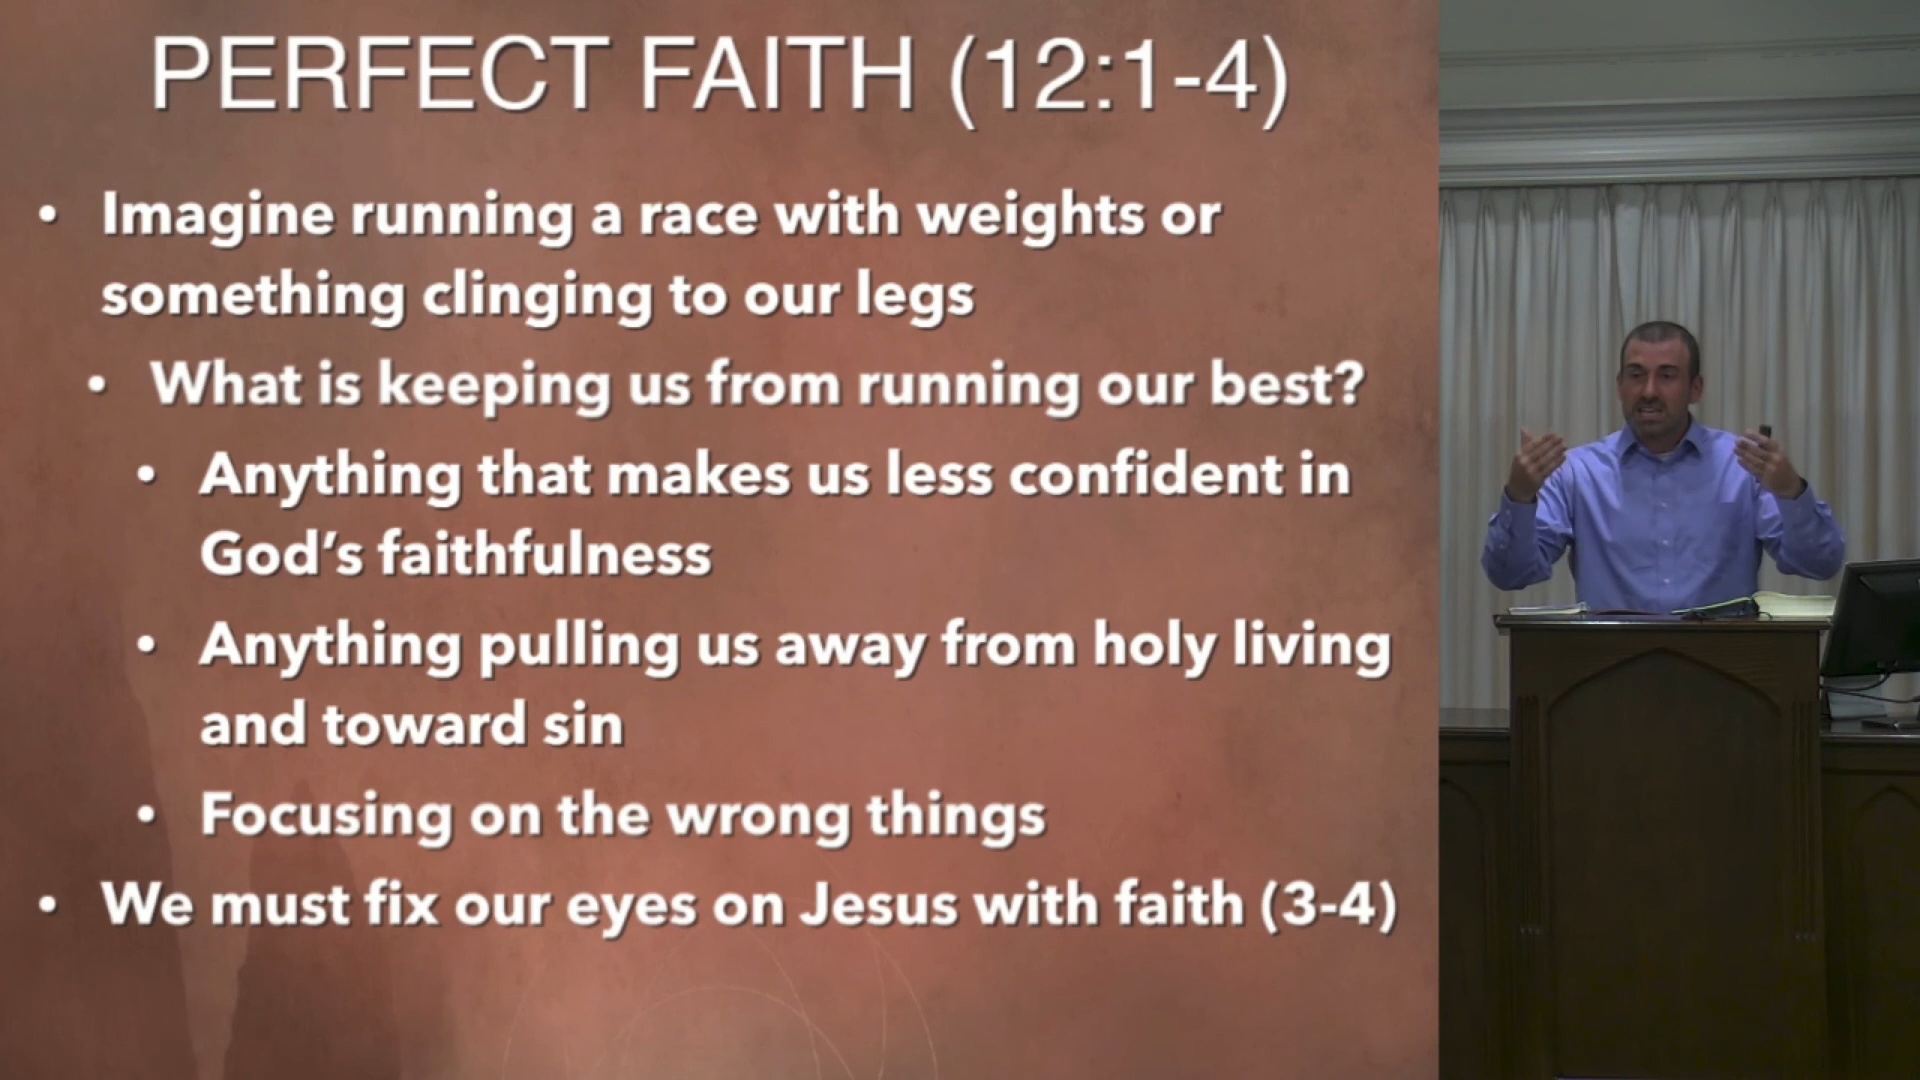 PERFECT FAITH (12:1-4)
• Imagine running a race with weights or
something clinging to our legs
• What is keeping us from running our best?
• Anything that makes us less confident in
God’s faithfulness
• Anything pulling us away from holy living
and toward sin
• Focusing on the wrong things
• We must fix our eyes on Jesus with faith (3-4)